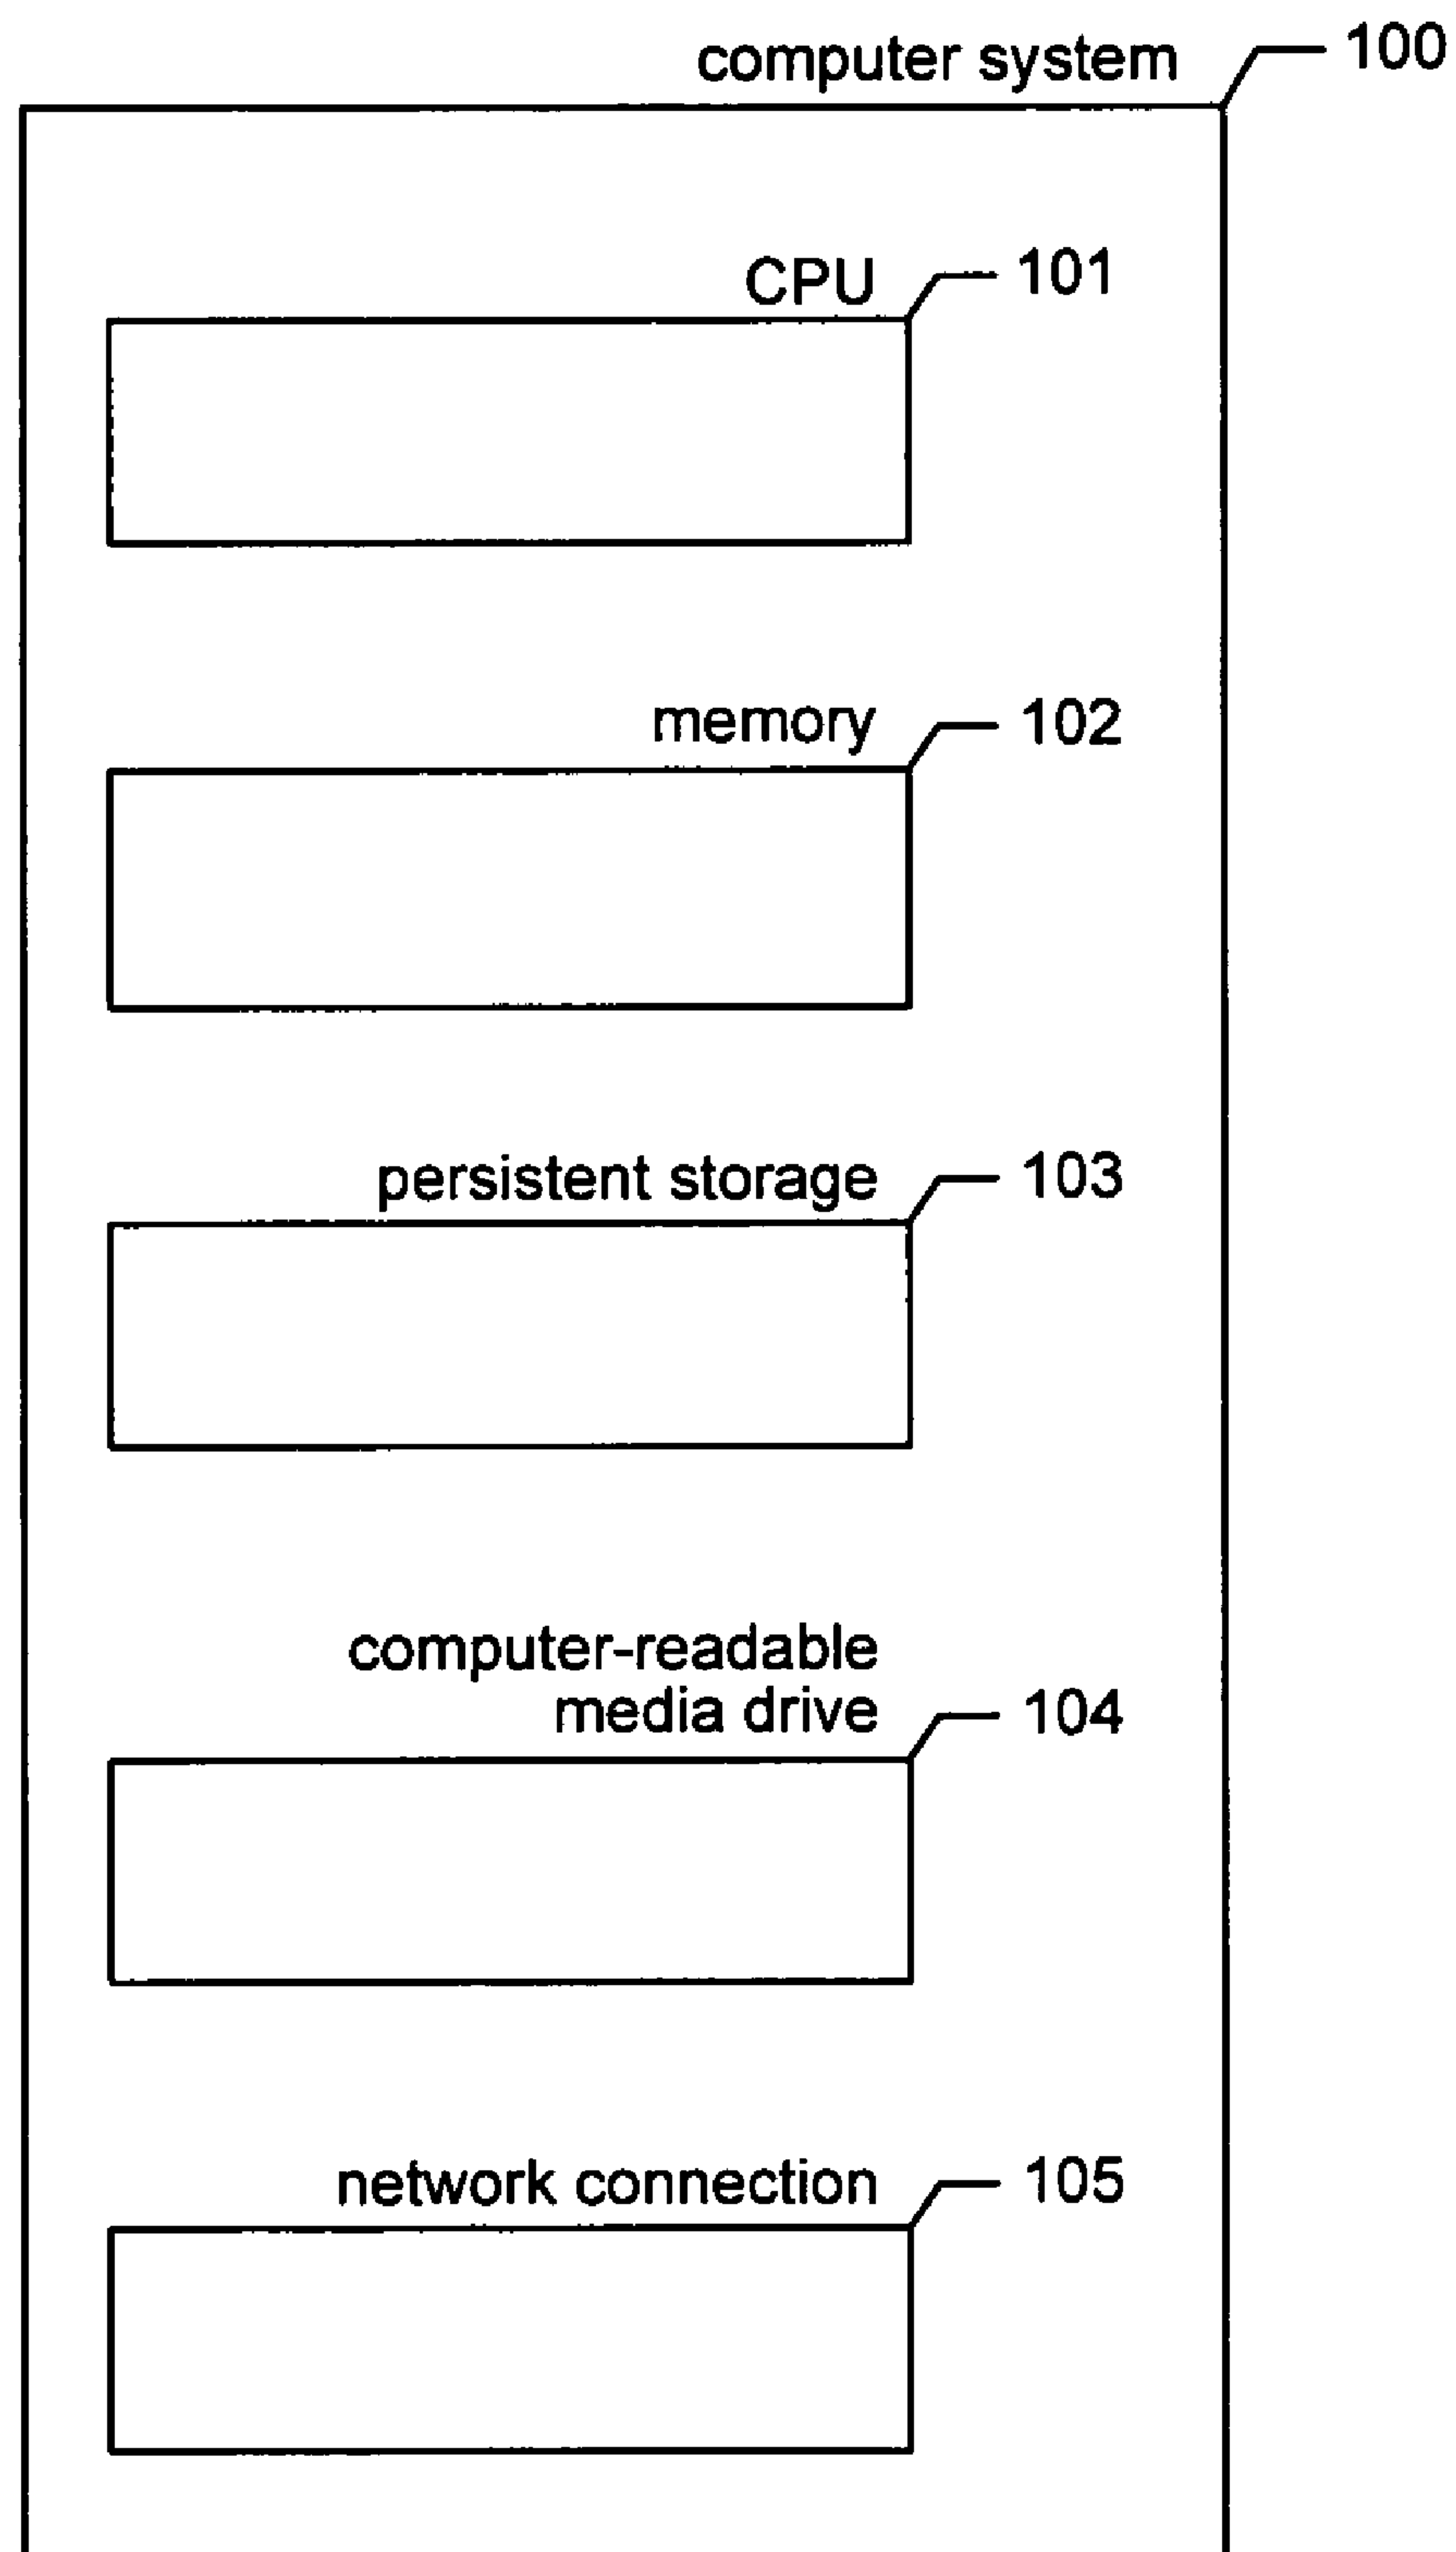 computer system 100
CPU 101
memory 102
persistent storage 103
computer-readable
media drive 104
network connection 105